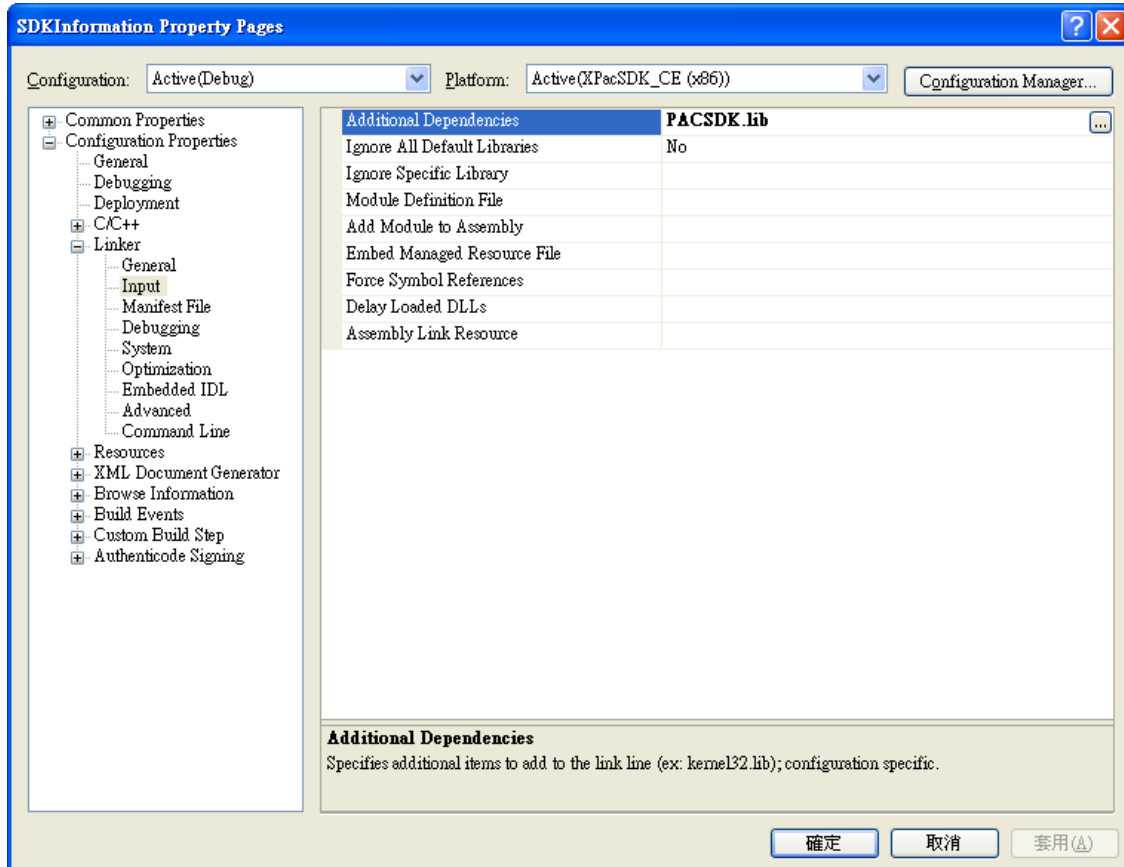 SDKInformation Property Pages
Configuration: Active(Debug) Platform: Active(XPacSDK_CE (x86)) Configuration Manager...
Common Properties
Configuration Properties
General
Debugging
Deployment
C/C++
Linker
General
Input
Manifest File
Debugging
System
Optimization
Embedded IDL
Advanced
Command Line
Resources
XML Document Generator
Browse Information
Build Events
Custom Build Step
Authenticode Signing
Additional Dependencies PACSDK.lib ...
Ignore All Default Libraries No
Ignore Specific Library
Module Definition File
Add Module to Assembly
Embed Managed Resource File
Force Symbol References
Delay Loaded DLLs
Assembly Link Resource
Additional Dependencies
Specifies additional items to add to the link line (ex: kernel32.lib); configuration specific.
確定 取消 套用(A)